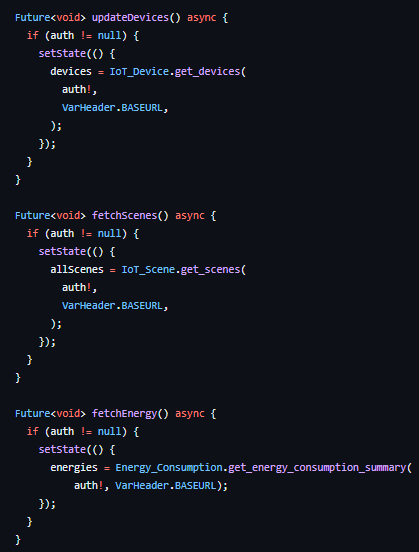 Future<void> updateDevices() async {
  if (auth != null) {
    setState(() {
      devices = IoT_Device.get_devices(
        auth!,
        VarHeader.BASEURL,
      );
    });
  }
}

Future<void> fetchScenes() async {
  if (auth != null) {
    setState(() {
      allScenes = IoT_Scene.get_scenes(
        auth!,
        VarHeader.BASEURL,
      );
    });
  }
}

Future<void> fetchEnergy() async {
  if (auth != null) {
    setState(() {
      energies = Energy_Consumption.get_energy_consumption_summary(
          auth!, VarHeader.BASEURL);
    });
  }
}